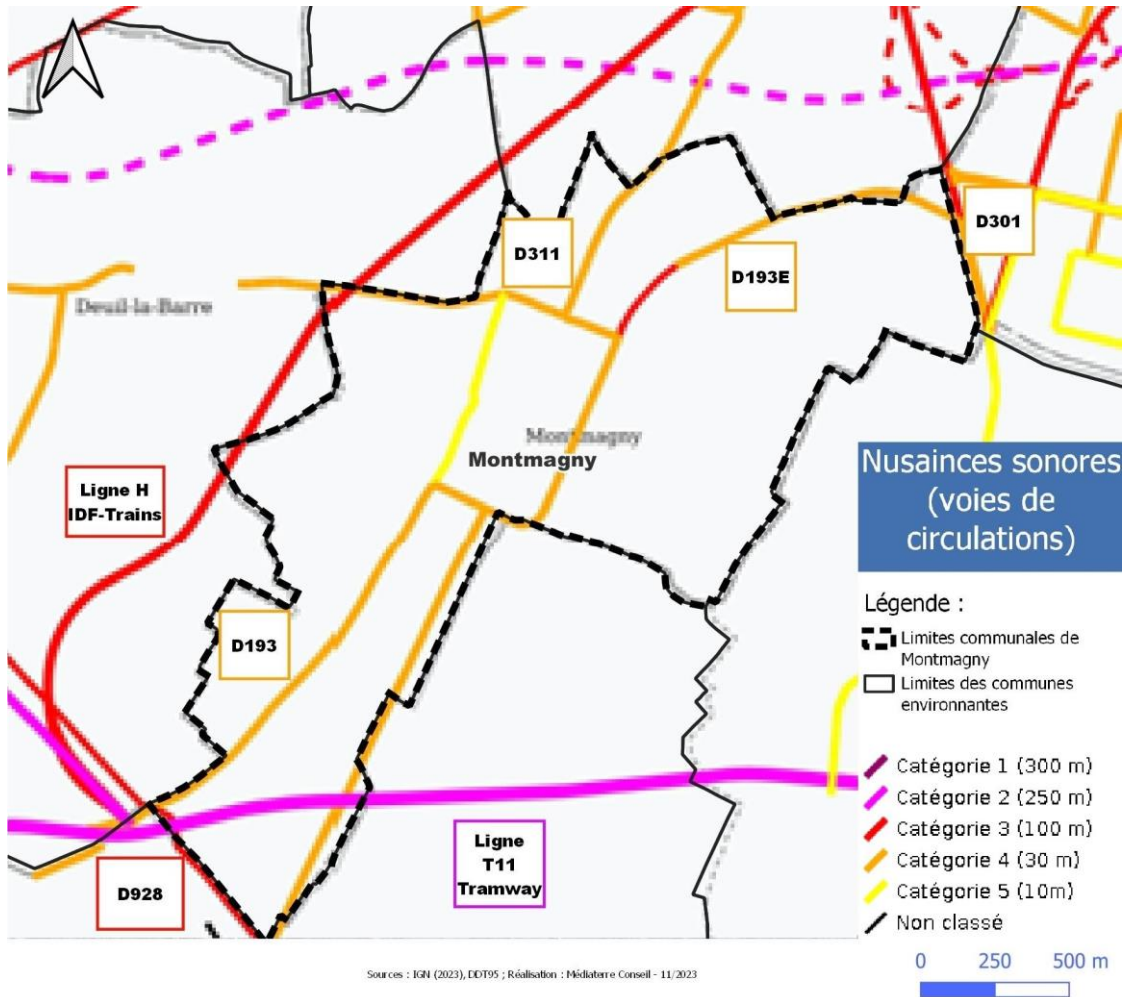 D301
D311
D193E
Deuil-la-Barre
Montmagny
Montmagny
Ligne H
IDF-Trains
D193
Ligne
T11
Tramway
D928
Nusainces sonores
(voies de
circulations)
Légende :
Limites communales de
Montmagny
Limites des communes
environnantes
Catégorie 1 (300 m)
Catégorie 2 (250 m)
Catégorie 3 (100 m)
Catégorie 4 (30 m)
Catégorie 5 (10m)
Non classé
0 250 500 m
Sources : IGN (2023), DDT95 ; Réalisation : Médiaterre Conseil - 11/2023